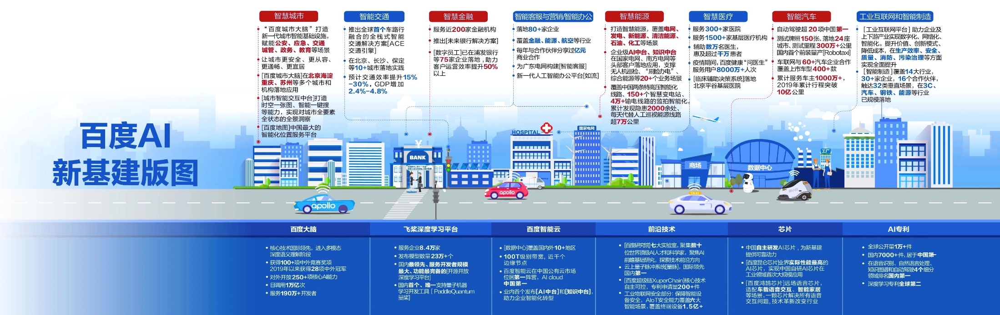 百度AI
新基建版图
智慧城市
“百度城市大脑”打造
新一代城市智能基础设施，
赋能公安、应急、交通
城管、政务、教育等场景
让城市更安全、更从容、
更通畅、更宜居
[百度城市大脑]在北京海淀
重庆、苏州等多个城市和
机构落地应用
[城市智能交互中台]打造
时空一张图、智能一键搜
等能力，实现对城市全要素
全状态的全景洞察
[百度地图]中国最大的
智能化位置服务平台
智能交通
推出全球首个车路行
融合的全栈式智能
交通解决方案[ACE
交通引擎]
在北京、长沙、保定
等10+城市落地实践
预计交通效率提升15%
-30%，GDP增加
2.4%-4.8%
智慧金融
服务近200家金融机构
推出[未来银行解决方案]
[数字员工]已在浦发银行
等75家企业落地，助力
客户运营效率提升50%
以上
智能客服与营销/智能办公
落地80+家企业
覆盖金融、能源、航空等行业
每年与合作伙伴分享过亿元
商业合作
为广东电网构建[智能客服]
新一代人工智能办公平台[如流]
智慧能源
打造智慧能源，覆盖电网、
发电、新能源、清洁能源、
石油、化工等场景
企业级AI中台、知识中台
在国家电网、南方电网等
头部客户落地应用，支撑
无人机巡检、“刷脸办电”、
综合能源等20+个业务场景
覆盖中国两条特高压智能化
线路、150+个智慧变电站、
4万+输电线路的监拍智能化，
累计发现隐患2000余处、
每天代替人工巡视能源线路
超7万公里
智慧医疗
服务300+家医院
服务1500+家基层医疗机构
辅助数万名医生，
惠及超过千万患者
疫情期间，百度健康“问医生”
服务用户8000万+人次
[临床辅助决策系统]落地
北京平谷基层医院
智能汽车
自动驾驶超20项中国第一
测试牌照150张、落地24座
城市、测试里程300万+公里
国内首个前装量产[Robotaxi]
车联网与60+汽车企业合作
覆盖上市车型400+款
累计服务车主1000万+，
2019年累计行程突破
10亿公里
工业互联网和智能制造
[工业互联网平台]助力企业及
上下游产业实现数字化、网络化、
智能化。提升价值、创新模式、
降低成本，在生产效率、安全、
质量、消防、污染治理等方面
实现全面提升
[智能制造]覆盖14大行业，
30+家企业，16个合作伙伴，
触达32类垂直场景，在3C、
汽车、钢铁、能源等行业
已规模落地
BANK
HOSPITAL
国家电网
商场
数据中心
工厂
apollo
apollo
TAXI
百度大脑
核心技术国际领先，进入多模态
深度语义理解阶段
获得100+项中外竞赛奖项
2019年以来获得28项中外冠军
对外开放250+项核心AI能力
日调用1万亿次
服务190万+开发者
飞桨深度学习平台
服务企业8.4万家
发布模型数量23万+个
国内最领先、服务开发者规模
最大、功能最完备的[开源开放
深度学习平台]
国内首个、唯一支持量子机器
学习开发工具[PaddleQuantum
量桨]
百度智能云
[数据中心]覆盖国内外10+地区
100T级别带宽，近千个
边缘节点
百度智能云在中国公有云市场
位居第一阵营，AI cloud
中国第一
业内首个发布[AI中台]和[知识中台]，
助力企业智能化转型
前沿技术
[百度研究院]七大实验室，聚集数十
位世界顶级AI人才和科学家，聚焦AI
前瞻基础研究，探索技术前沿方向
云上量子脉冲系统[量脉]，国际领先
国内第一
[百度超级链XuperChain]核心技术
自主可控，专利申请量200+件
工业物联网安全部分：保障智能设
备安全，AIoT安全能力覆盖六大
智能场景，覆盖终端设备1.5亿+
芯片
中国自主研发AI芯片，为新基建
提供可靠动力
[百度昆仑芯片]业界实际性能最高的
AI芯片，实现中国自研AI芯片在
工业领域首次大规模应用
[百度鸿鹄芯片]远场语音芯片，
适配车载语音交互、智能家居
等场景，一颗芯片解决所有语音
交互问题，技术革新改变行业
AI专利
全球公开量1万+件
国内7000+件，居于中国第一
在语音识别、自然语言处理、
知识图谱和自动驾驶4个细分
领域排名国内第一
深度学习专利全球第二